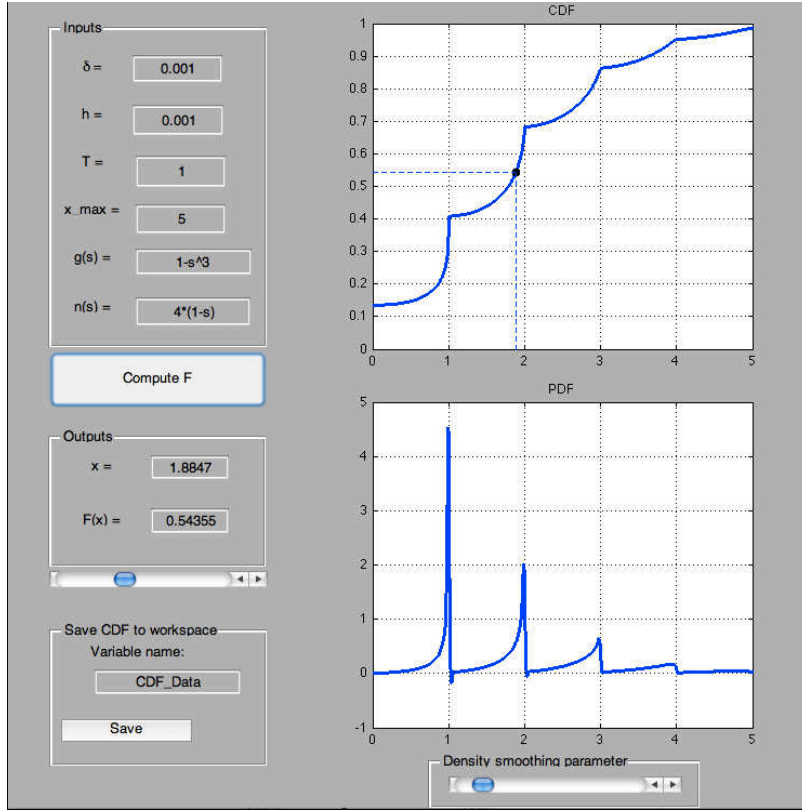 Inputs
δ = 0.001
h = 0.001
T = 1
x_max = 5
g(s) = 1-s^3
n(s) = 4*(1-s)
Compute F
Outputs
x = 1.8847
F(x) = 0.54355
Save CDF to workspace
Variable name:
CDF_Data
Save
CDF
1
0.9
0.8
0.7
0.6
0.5
0.4
0.3
0.2
0.1
0
0 1 2 3 4 5
PDF
5
4
3
2
1
0
-1
0 1 2 3 4 5
Density smoothing parameter